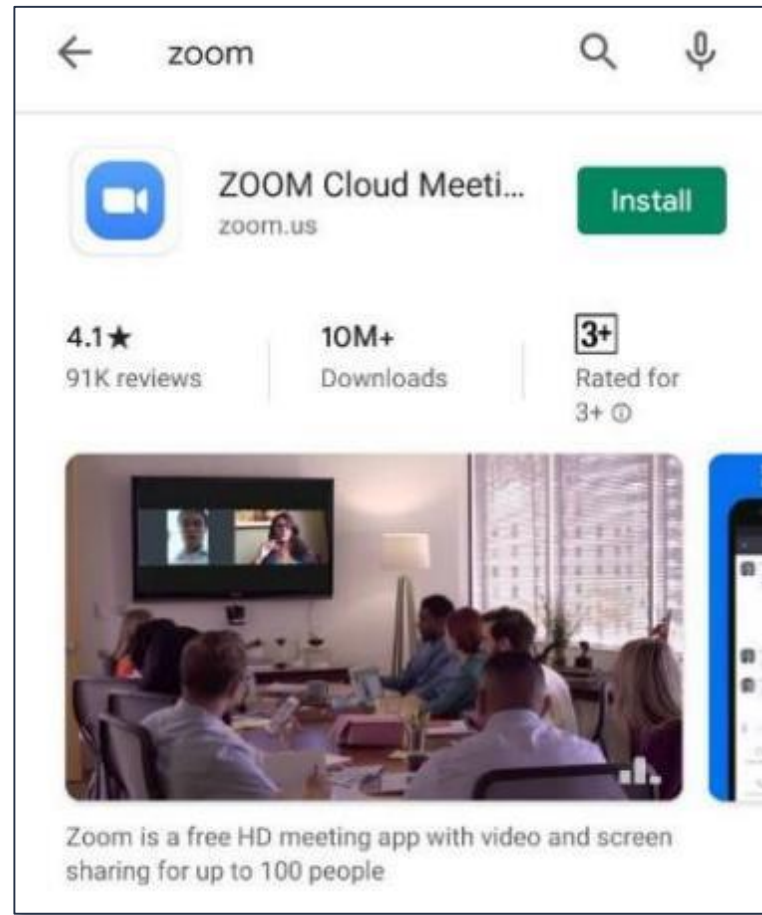 zoom
ZOOM Cloud Meeti...
Install
zoom.us
4.1★
10M+
3+
91K reviews
Downloads
Rated for
3+
Zoom is a free HD meeting app with video and screen
sharing for up to 100 people